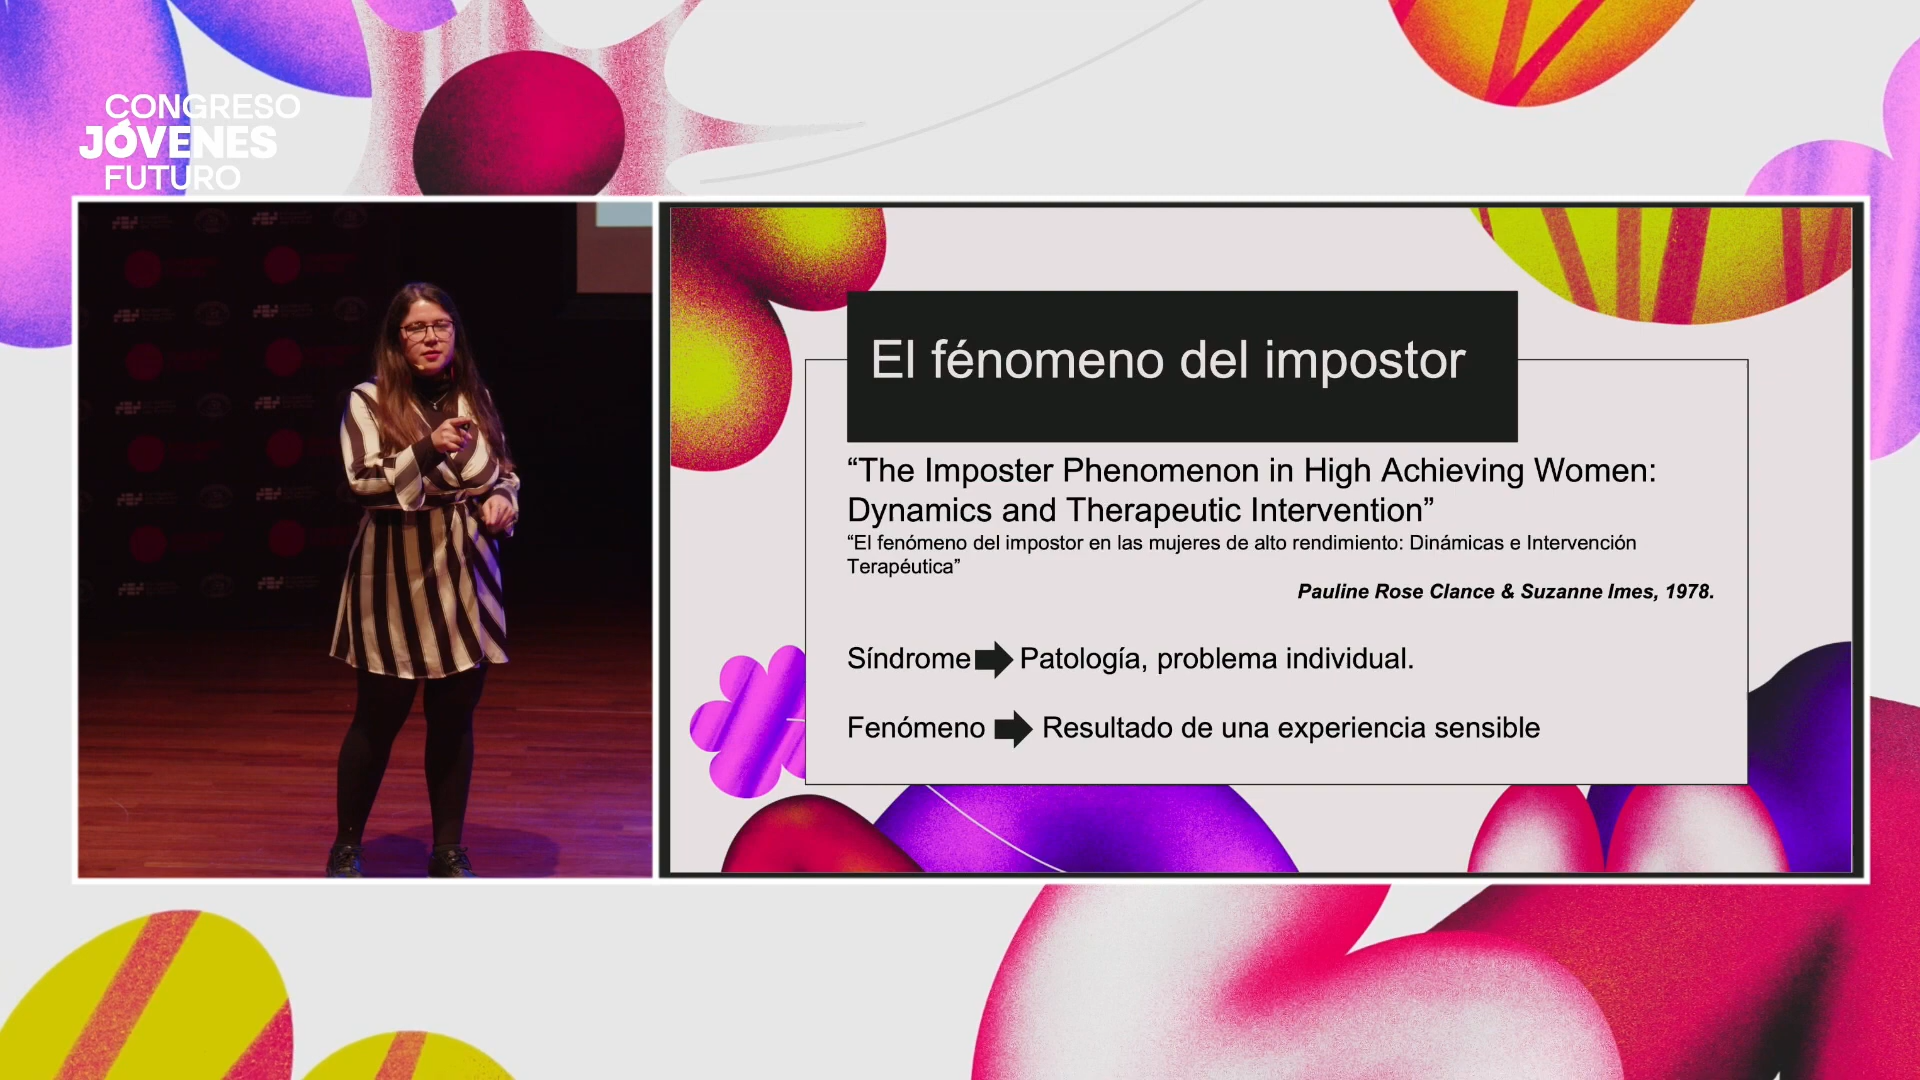 CONGRESO
JÓVENES
FUTURO
El fénomeno del impostor
“The Imposter Phenomenon in High Achieving Women:
Dynamics and Therapeutic Intervention”
“El fenómeno del impostor en las mujeres de alto rendimiento: Dinámicas e Intervención
Terapéutica”
Pauline Rose Clance & Suzanne Imes, 1978.
Síndrome Patología, problema individual.
Fenómeno Resultado de una experiencia sensible